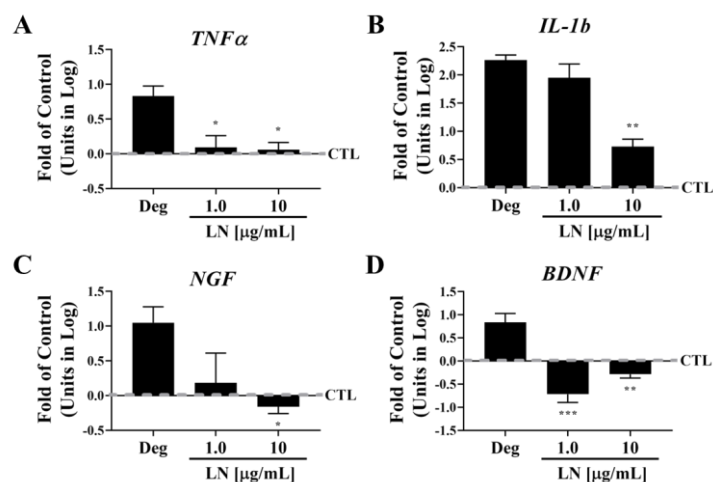 A
TNFα
Fold of Control
(Units in Log)
1.5
1.0
0.5
0.0
-0.5
*
*
CTL
Deg
1.0
10
LN [µg/mL]
B
IL-1b
Fold of Control
(Units in Log)
2.5
2.0
1.5
1.0
0.5
0.0
**
CTL
Deg
1.0
10
LN [µg/mL]
C
NGF
Fold of Control
(Units in Log)
1.5
1.0
0.5
0.0
-0.5
*
CTL
Deg
1.0
10
LN [µg/mL]
D
BDNF
Fold of Control
(Units in Log)
1.5
1.0
0.5
0.0
-0.5
-1.0
-1.5
***
**
CTL
Deg
1.0
10
LN [µg/mL]